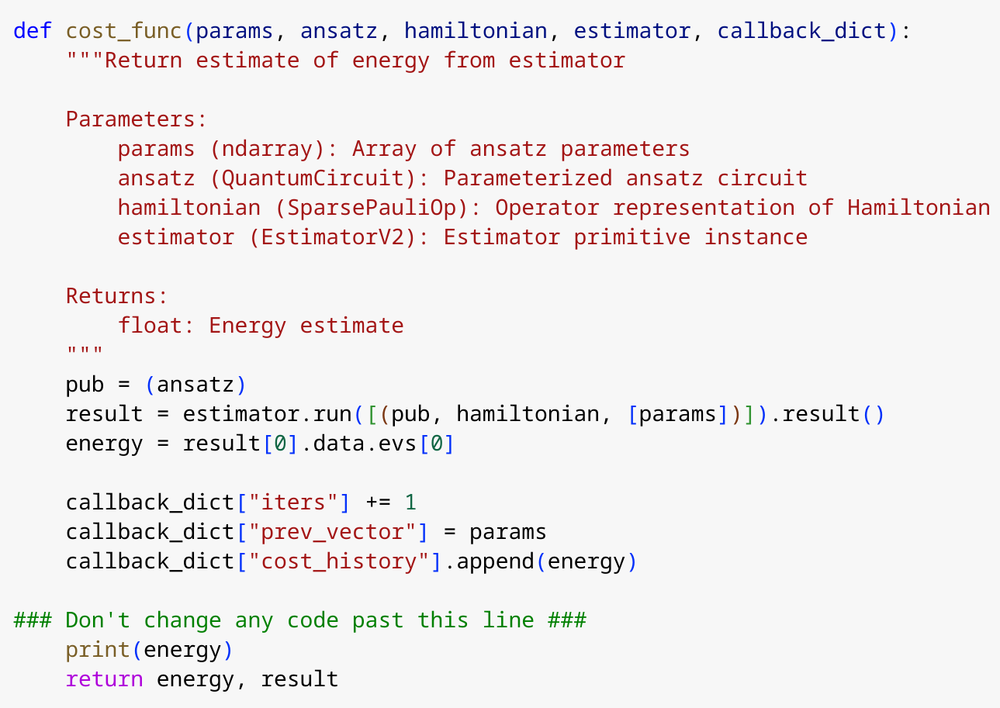 def cost_func(params, ansatz, hamiltonian, estimator, callback_dict):
    """Return estimate of energy from estimator

    Parameters:
        params (ndarray): Array of ansatz parameters
        ansatz (QuantumCircuit): Parameterized ansatz circuit
        hamiltonian (SparsePauliOp): Operator representation of Hamiltonian
        estimator (EstimatorV2): Estimator primitive instance

    Returns:
        float: Energy estimate
    """
    pub = (ansatz)
    result = estimator.run([(pub, hamiltonian, [params])]).result()
    energy = result[0].data.evs[0]

    callback_dict["iters"] += 1
    callback_dict["prev_vector"] = params
    callback_dict["cost_history"].append(energy)

### Don't change any code past this line ###
    print(energy)
    return energy, result